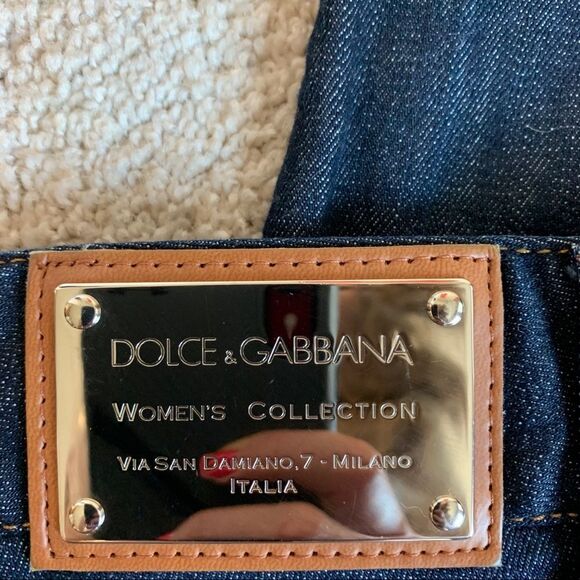 DOLCE & GABBANA
WOMEN'S COLLECTION
VIA SAN DAMIANO,7 - MILANO
ITALIA